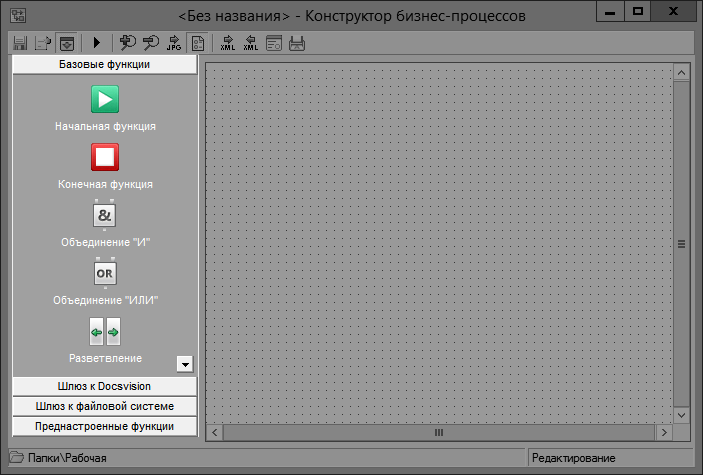 <Без названия> - Конструктор бизнес-процессов
JPG XML XML
Базовые функции
Начальная функция
Конечная функция
&
Объединение "И"
OR
Объединение "ИЛИ"
Разветвление
Шлюз к Docsvision
Шлюз к файловой системе
Преднастроенные функции
Папки\Рабочая
Редактирование